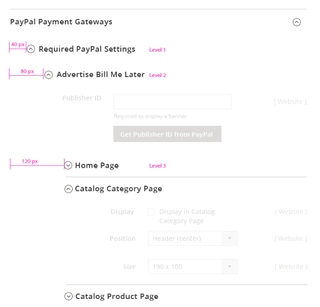 PayPal Payment Gateways
40 px
Required PayPal Settings
Level 1
80 px
Advertise Bill Me Later
Level 2
Publisher ID
( Website )
Required to display a banner
Get Publisher ID from PayPal
120 px
Home Page
Level 3
Catalog Category Page
Display
Display in Catalog
Category Page
( Website )
Position
Header (center)
( Website )
Size
190 x 100
( Website )
Catalog Product Page